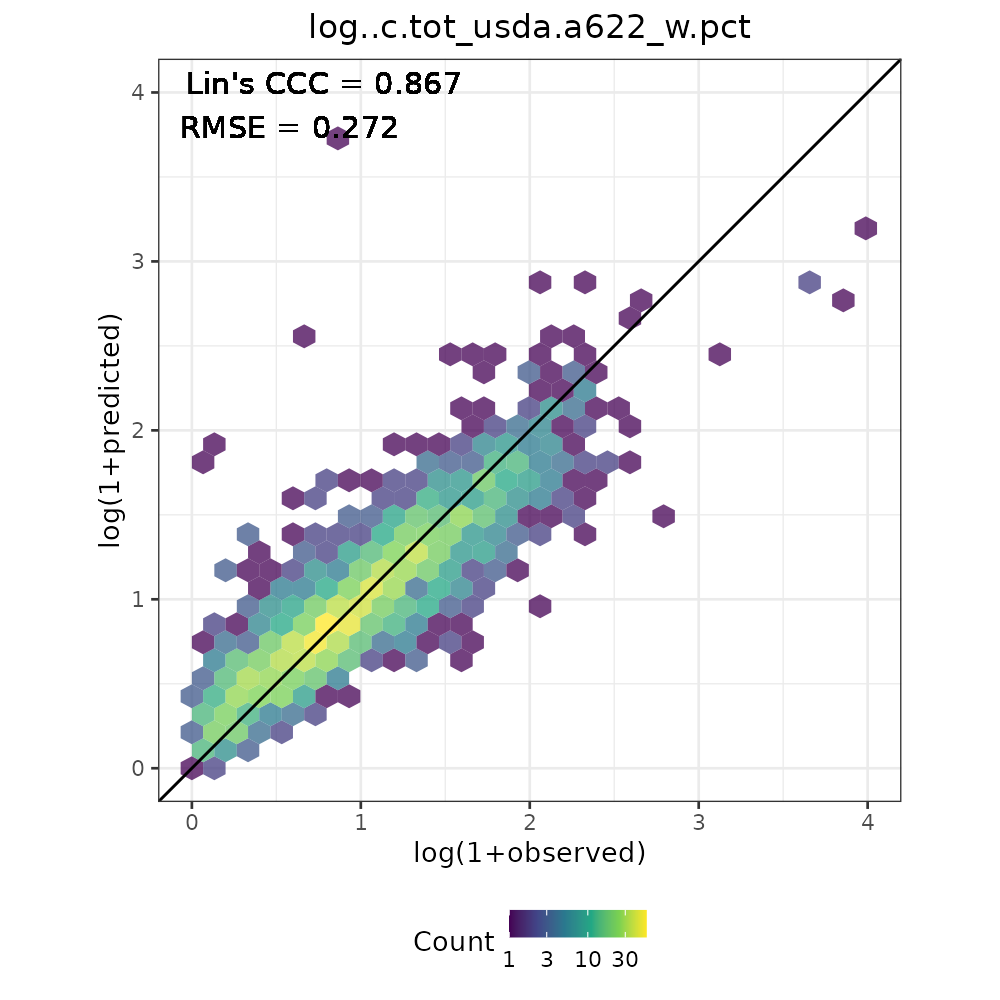 log..c.tot_usda.a622_w.pct
Lin's CCC = 0.867
RMSE = 0.272
log(1+predicted)
4
3
2
1
0
0 1 2 3 4
log(1+observed)
Count
1 3 10 30